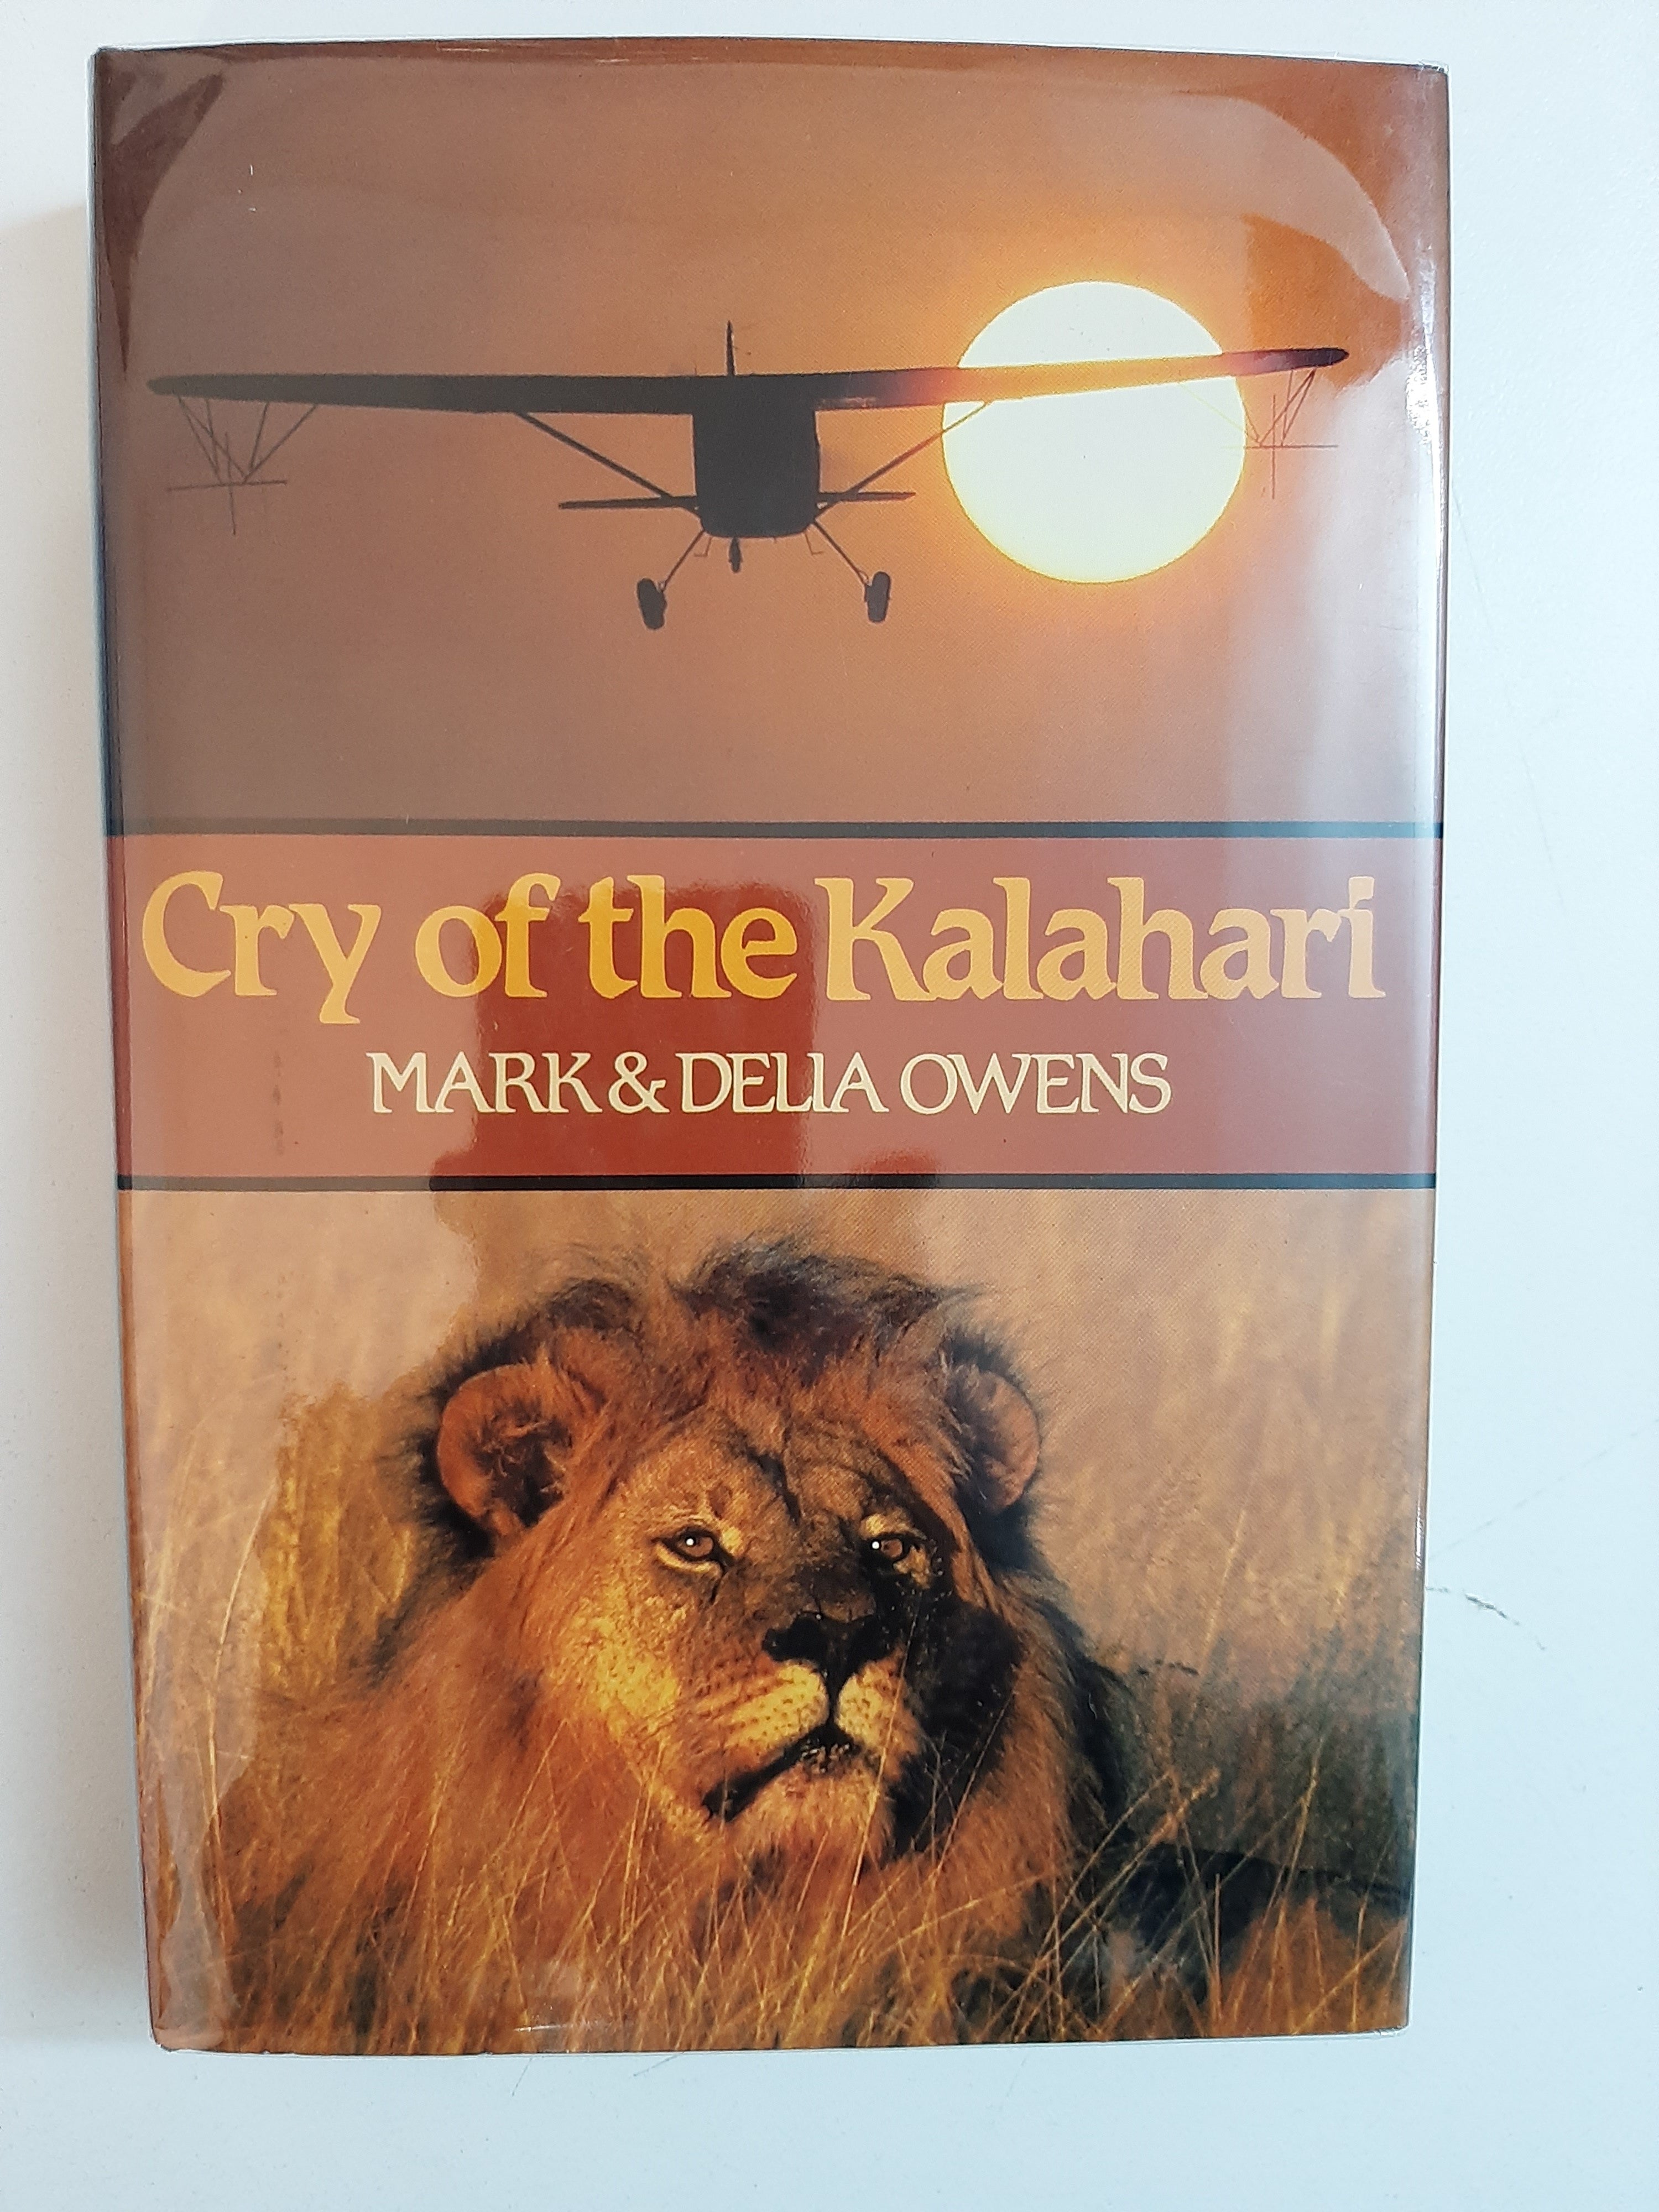 Cry of the Kalahari
MARK & DELIA OWENS